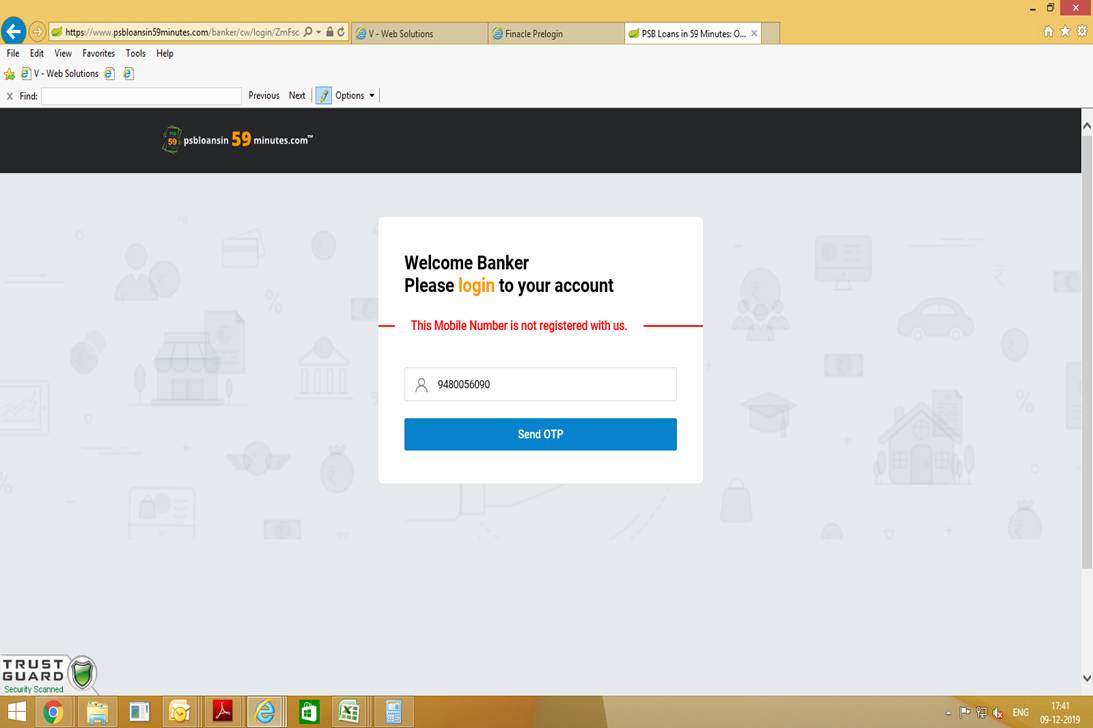 https://www.psbloansin59minutes.com/banker/cw/login/ZmFsc
V - Web Solutions
Finacle Prelogin
PSB Loans in 59 Minutes: O...
File Edit View Favorites Tools Help
V - Web Solutions
x Find:
Previous Next Options
psbloansin 59 minutes.com™
Welcome Banker
Please login to your account
This Mobile Number is not registered with us.
9480056090
Send OTP
TRUST
GUARD
Security Scanned
ENG
17:41
09-12-2019